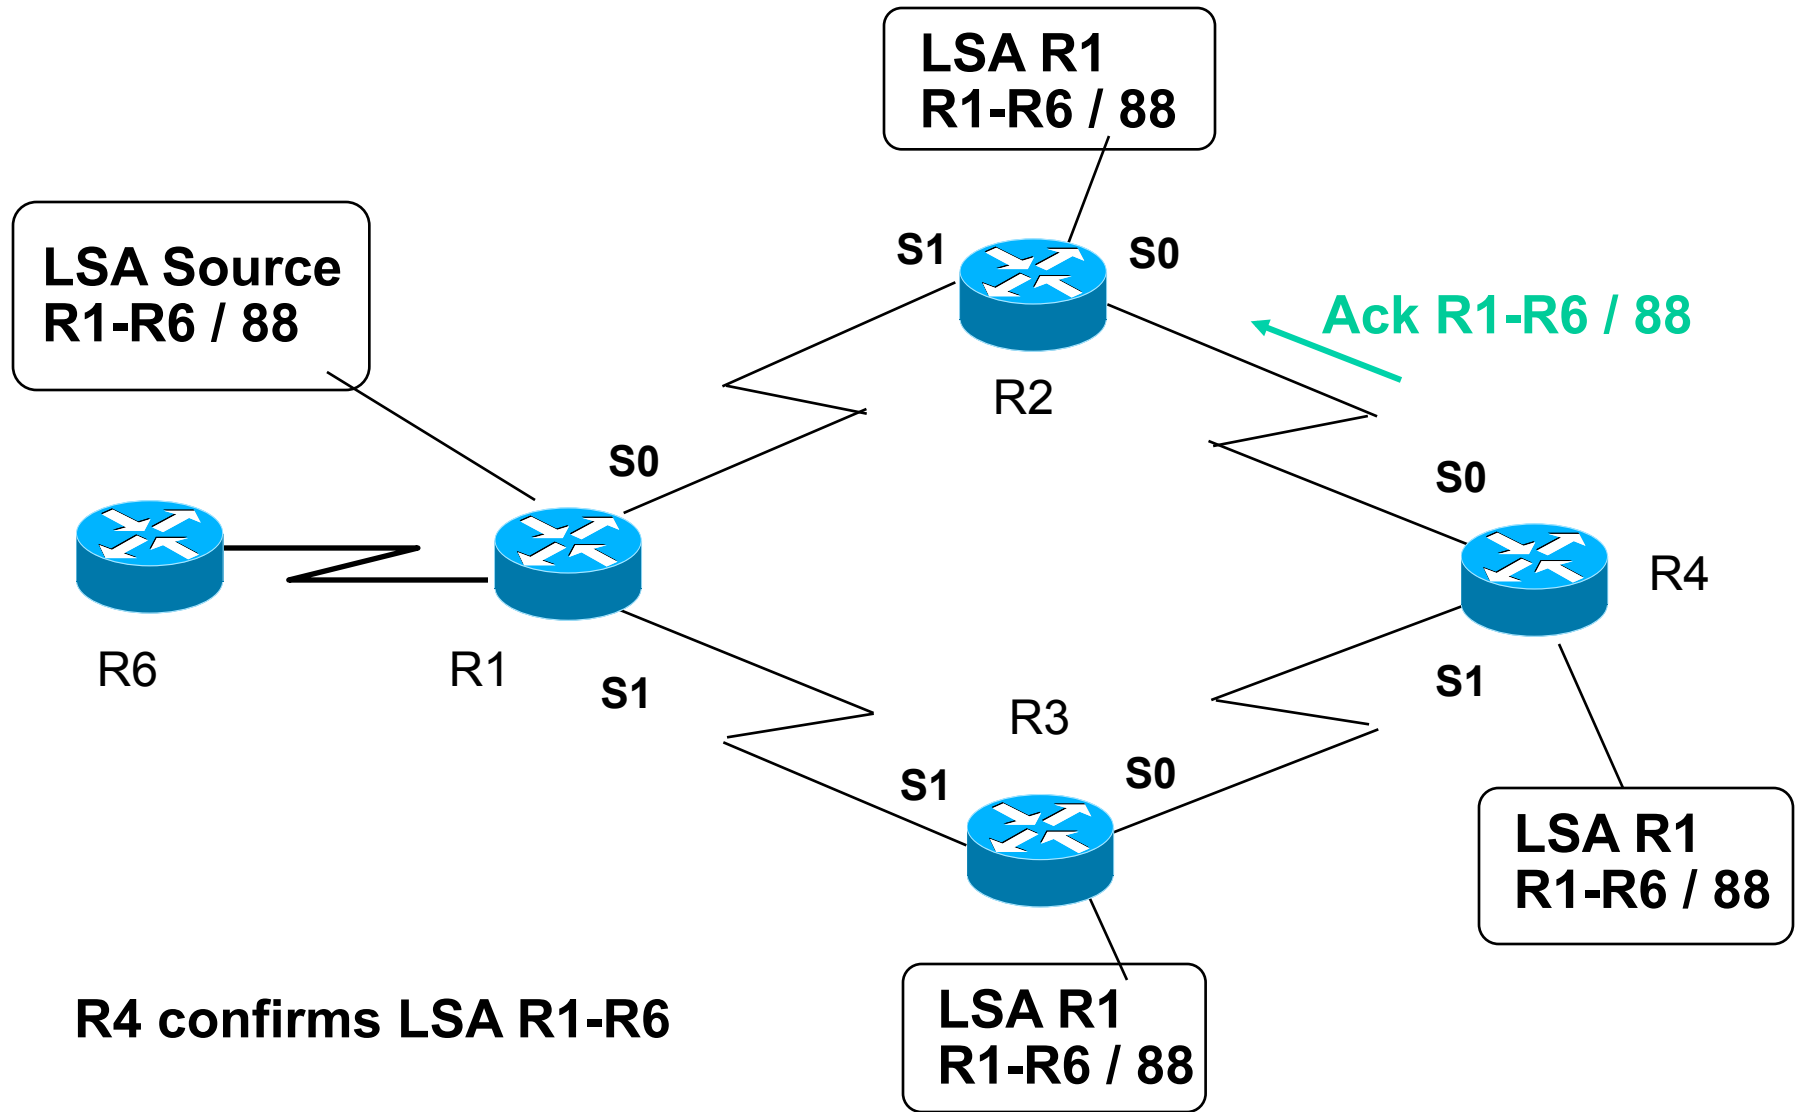 LSA R1
R1-R6 / 88
LSA Source
R1-R6 / 88
S1
S0
Ack R1-R6 / 88
R2
S0
S0
R4
R6
R1
S1
S1
R3
S1
S0
LSA R1
R1-R6 / 88
R4 confirms LSA R1-R6
LSA R1
R1-R6 / 88